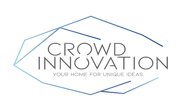 CROWD
INNOVATION
YOUR HOME FOR UNIQUE IDEAS.